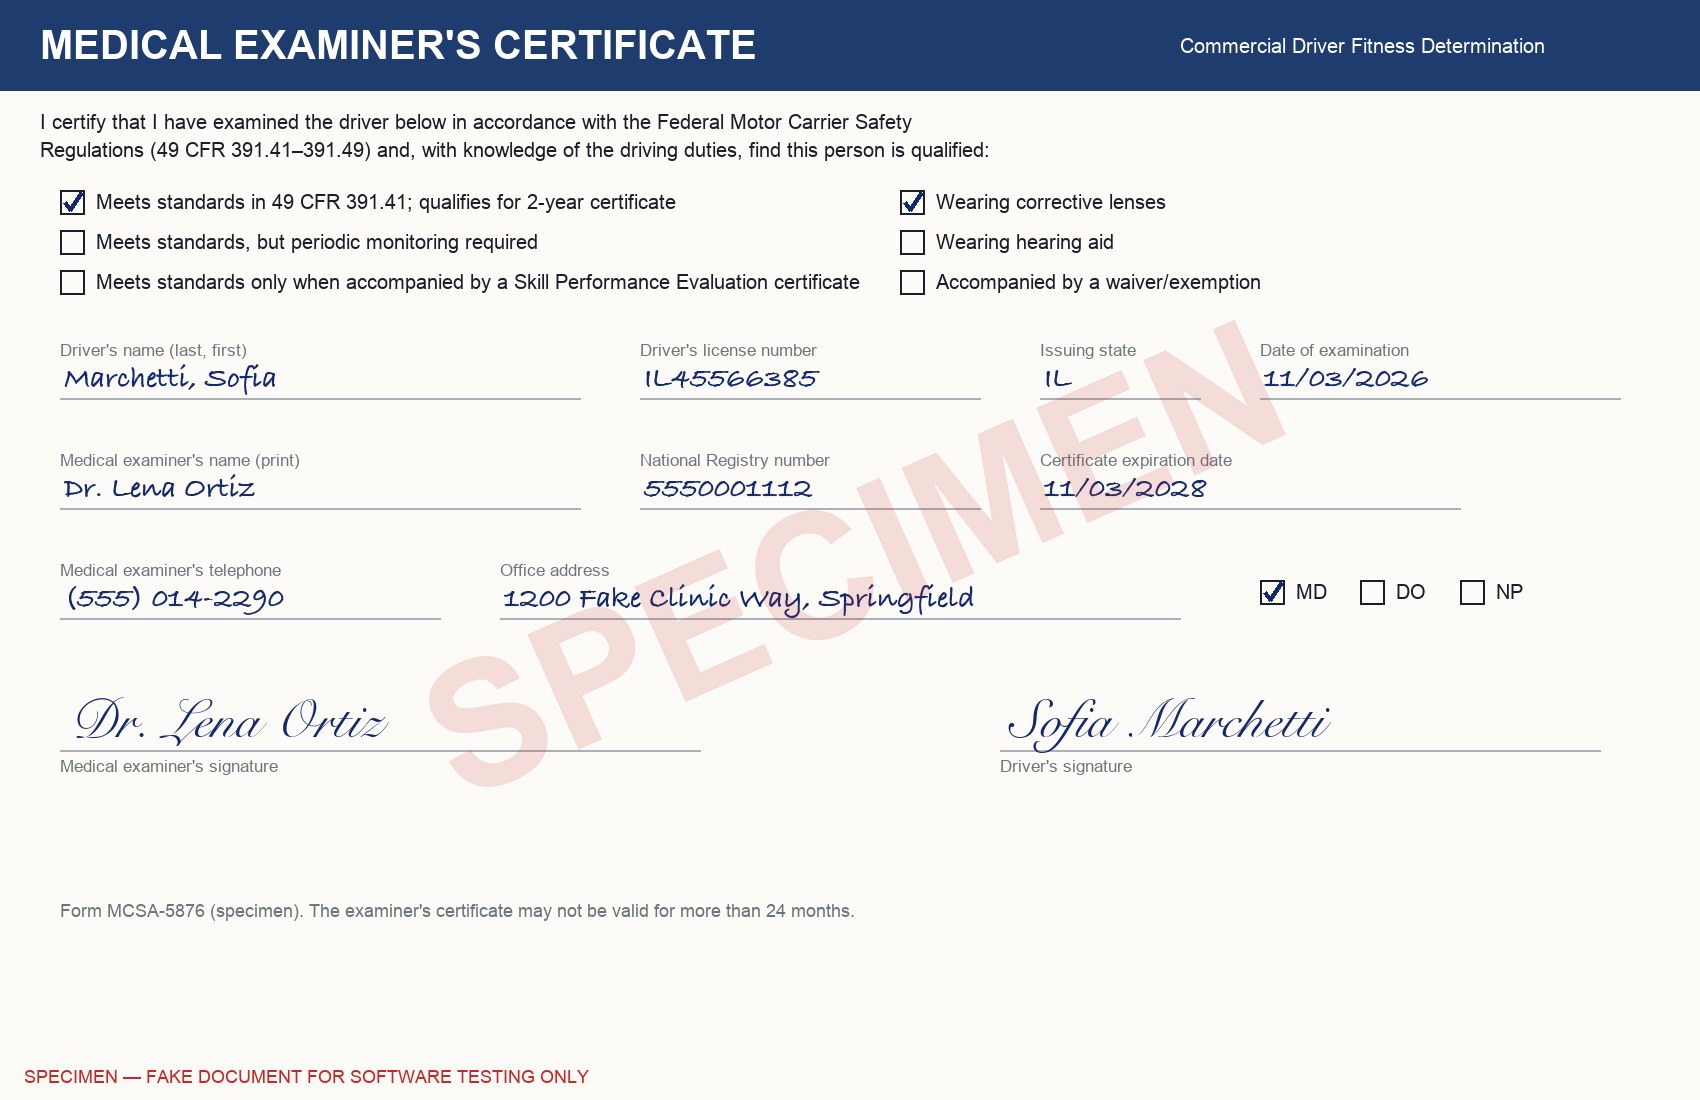 MEDICAL EXAMINER'S CERTIFICATE
Commercial Driver Fitness Determination
I certify that I have examined the driver below in accordance with the Federal Motor Carrier Safety
Regulations (49 CFR 391.41–391.49) and, with knowledge of the driving duties, find this person is qualified:
Meets standards in 49 CFR 391.41; qualifies for 2-year certificate
Wearing corrective lenses
Meets standards, but periodic monitoring required
Wearing hearing aid
Meets standards only when accompanied by a Skill Performance Evaluation certificate
Accompanied by a waiver/exemption
Driver's name (last, first)
Marchetti, Sofia
Driver's license number
IL45566385
Issuing state
IL
Date of examination
11/03/2026
Medical examiner's name (print)
Dr. Lena Ortiz
National Registry number
5550001112
Certificate expiration date
11/03/2028
Medical examiner's telephone
(555) 014-2290
Office address
1200 Fake Clinic Way, Springfield
MD
DO
NP
SPECIMEN
Dr. Lena Ortiz
Medical examiner's signature
Sofia Marchetti
Driver's signature
Form MCSA-5876 (specimen). The examiner's certificate may not be valid for more than 24 months.
SPECIMEN — FAKE DOCUMENT FOR SOFTWARE TESTING ONLY